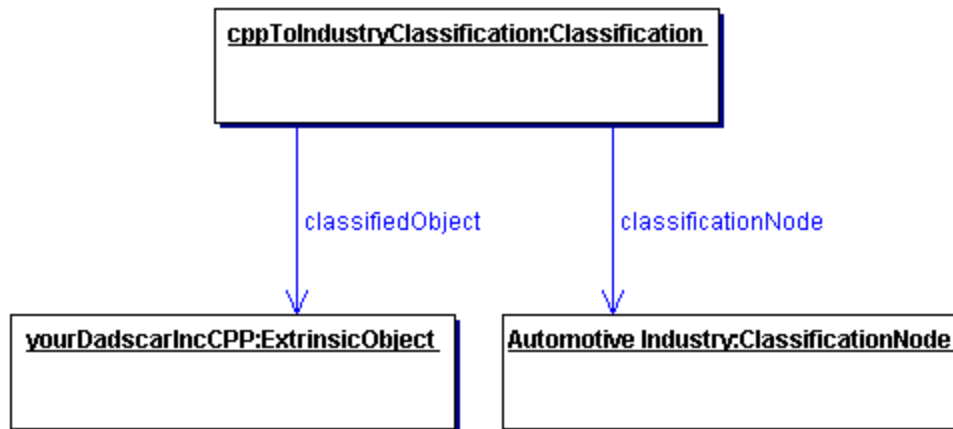 cppToIndustryClassification:Classification
classifiedObject
classificationNode
yourDadscarIncCPP:ExtrinsicObject
Automotive Industry:ClassificationNode